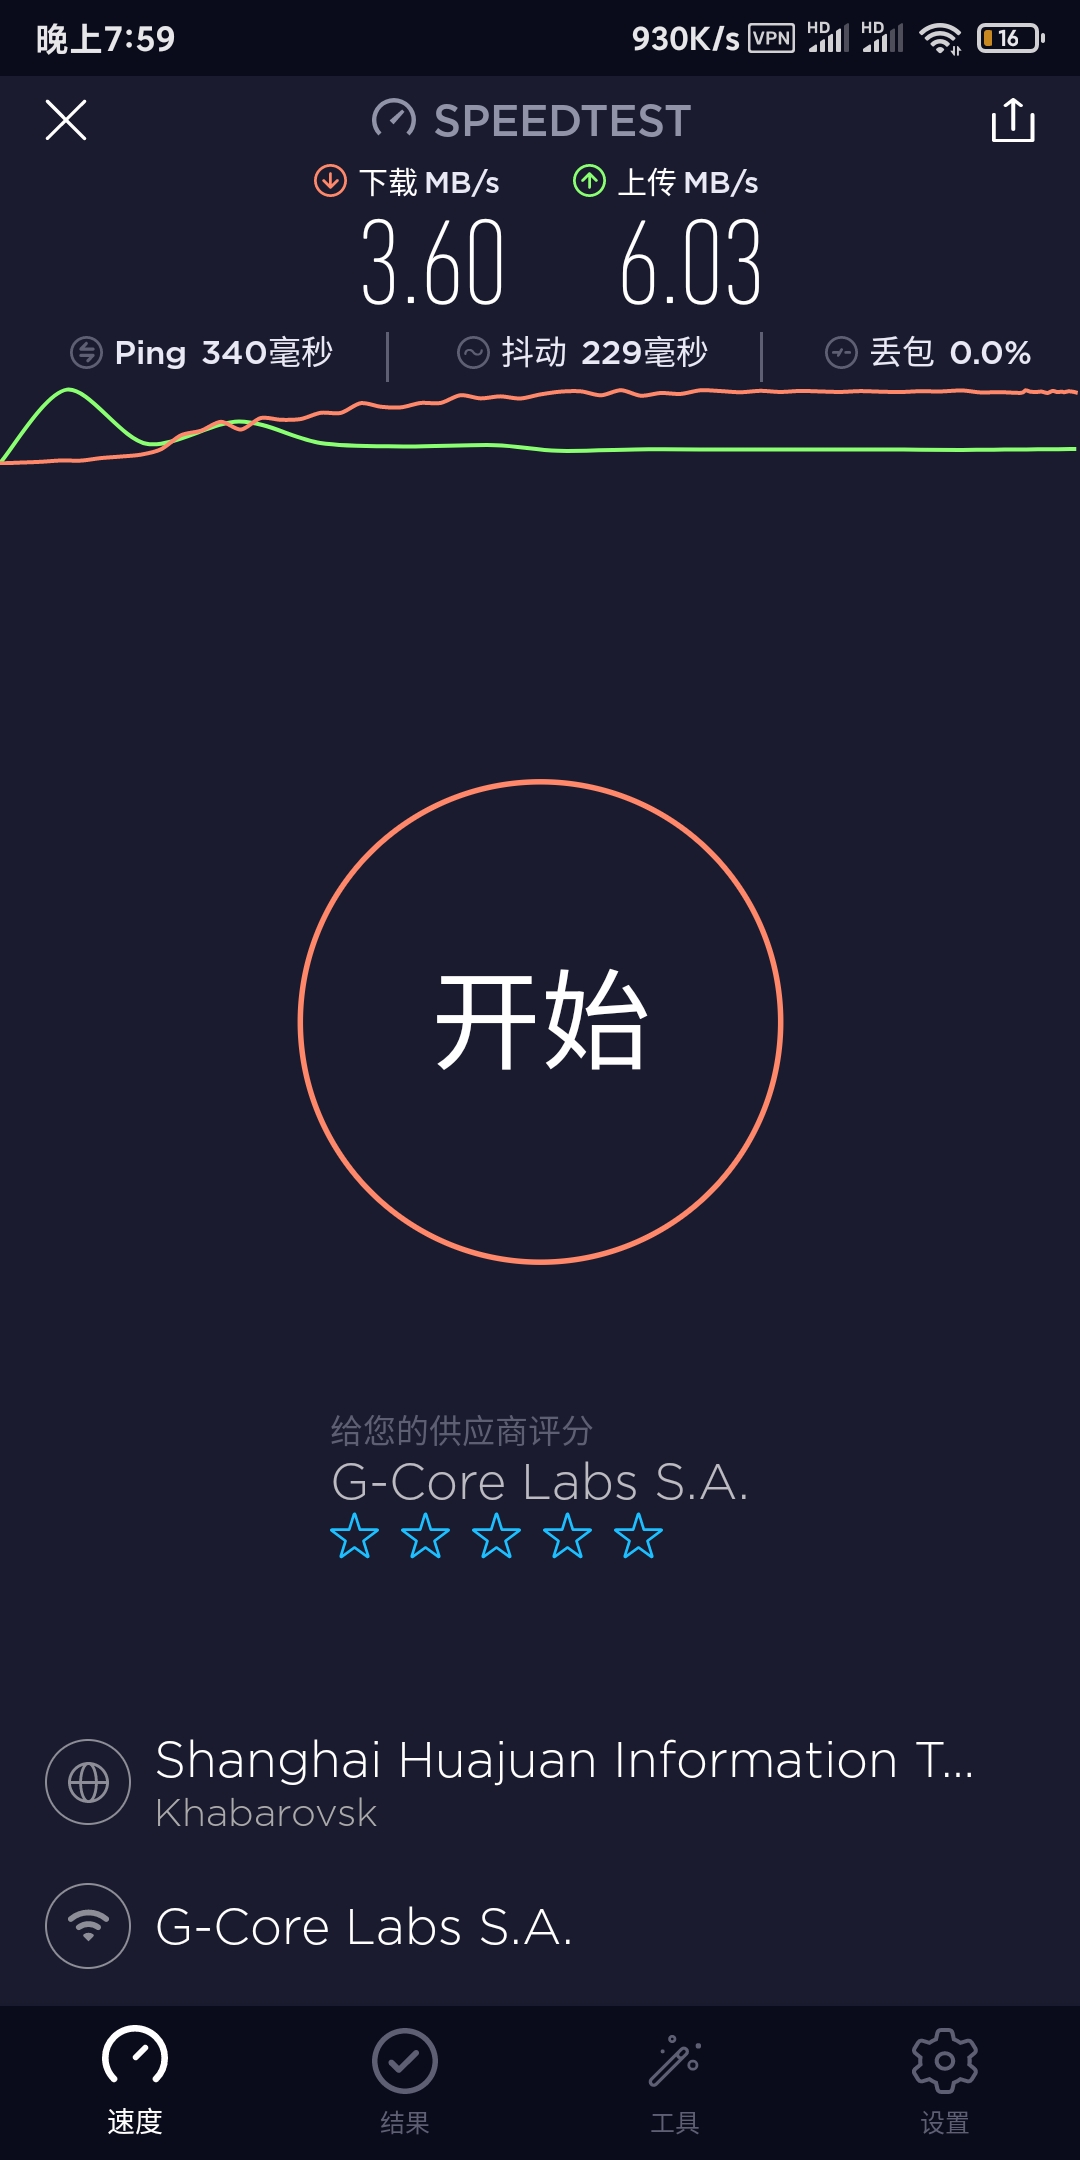 晚上7:59
930K/s VPN HD HD 16
SPEEDTEST
下载 MB/s 上传 MB/s
3.60 6.03
Ping 340毫秒 抖动 229毫秒 丢包 0.0%
开始
给您的供应商评分
G-Core Labs S.A.
Shanghai Huajuan Information T...
Khabarovsk
G-Core Labs S.A.
速度 结果 工具 设置